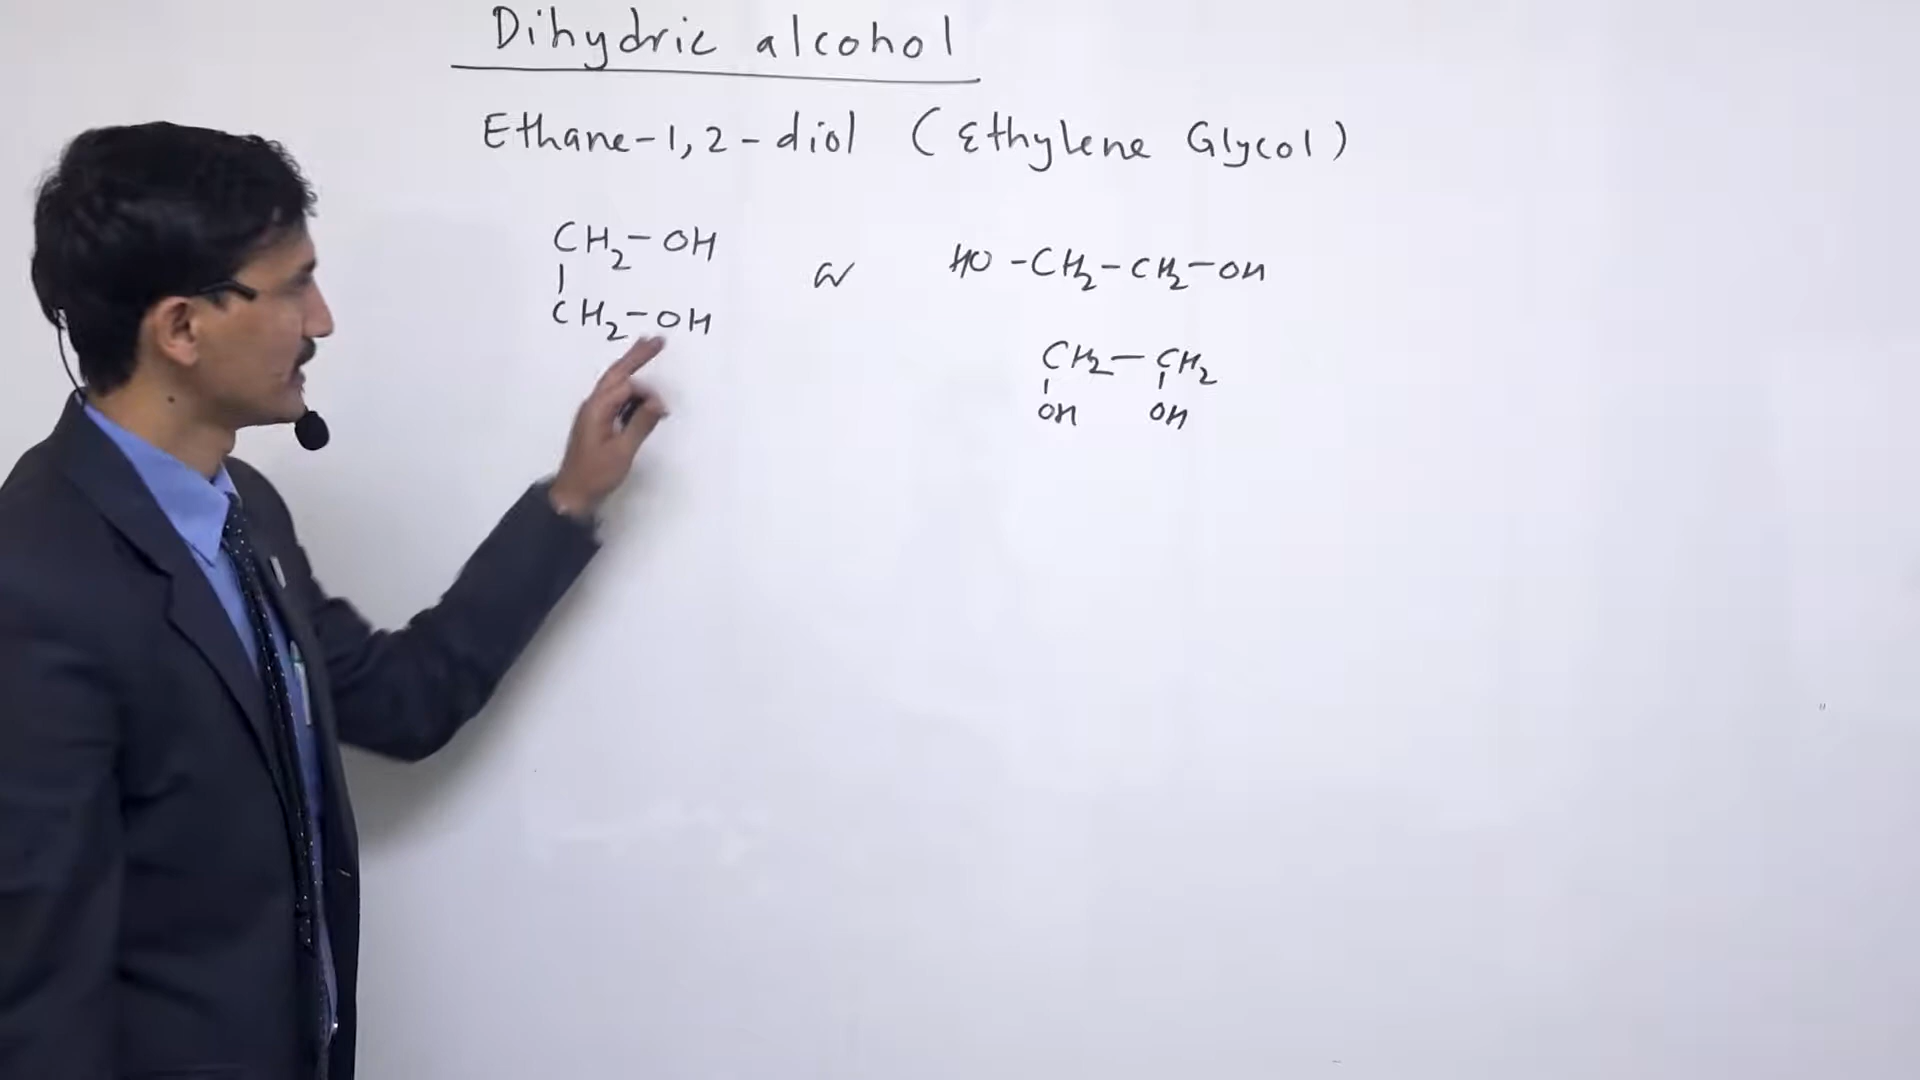 Dihydric alcohol
Ethane-1,2-diol (Ethylene Glycol)
CH2-OH
|
CH2-OH
or
HO-CH2-CH2-OH
CH2-CH2
| |
OH OH